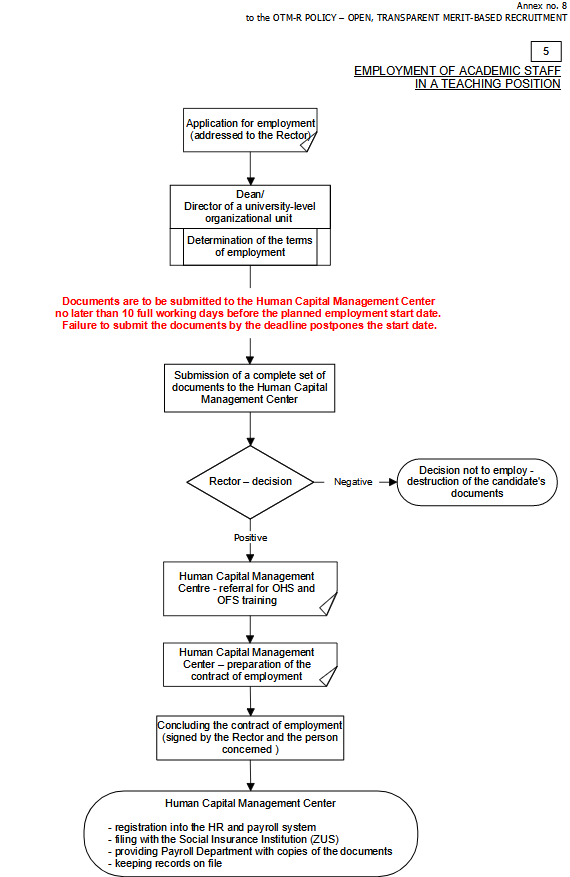 Annex no. 8
to the OTM-R POLICY – OPEN, TRANSPARENT MERIT-BASED RECRUITMENT
5
EMPLOYMENT OF ACADEMIC STAFF
IN A TEACHING POSITION
Application for employment
(addressed to the Rector)
Dean/
Director of a university-level
organizational unit
Determination of the terms
of employment
Documents are to be submitted to the Human Capital Management Center
no later than 10 full working days before the planned employment start date.
Failure to submit the documents by the deadline postpones the start date.
Submission of a complete set of
documents to the Human Capital
Management Center
Rector – decision
Negative
Decision not to employ -
destruction of the candidate's
documents
Positive
Human Capital Management
Centre - referral for OHS and
OFS training
Human Capital Management
Center – preparation of the
contract of employment
Concluding the contract of employment
(signed by the Rector and the person
concerned )
Human Capital Management Center
- registration into the HR and payroll system
- filing with the Social Insurance Institution (ZUS)
- providing Payroll Department with copies of the documents
- keeping records on file